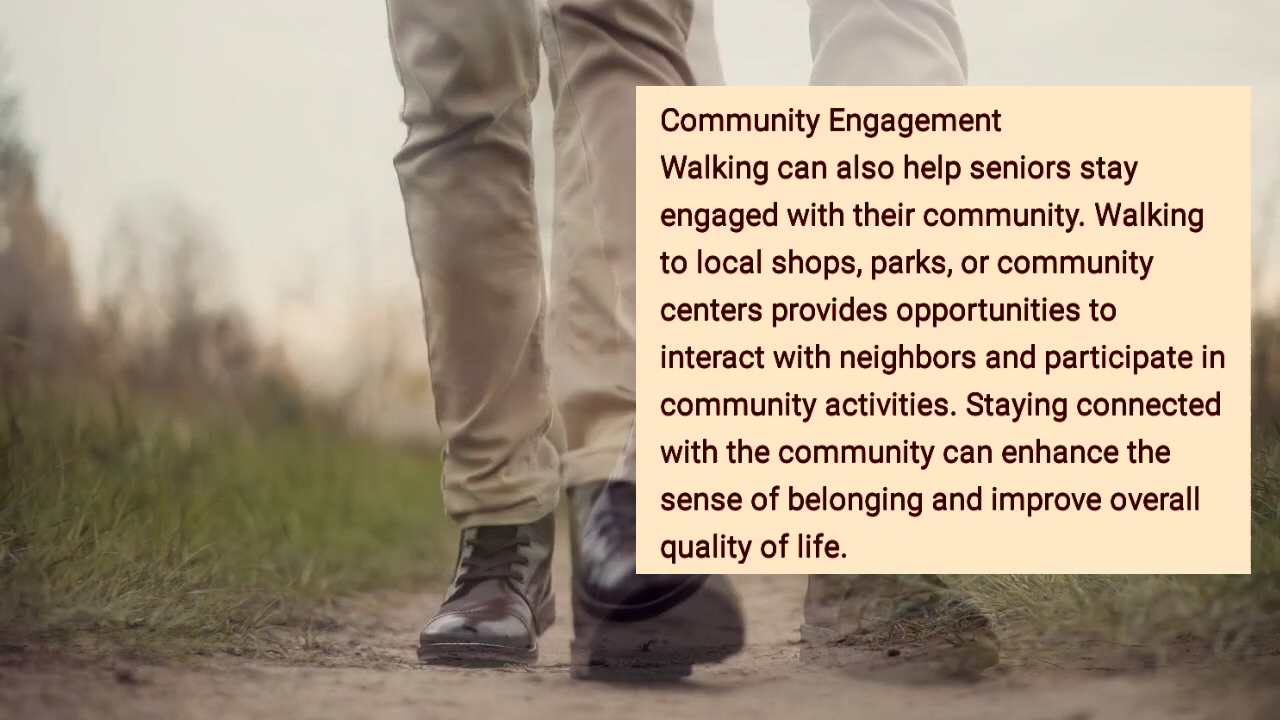 Community Engagement
Walking can also help seniors stay
engaged with their community. Walking
to local shops, parks, or community
centers provides opportunities to
interact with neighbors and participate in
community activities. Staying connected
with the community can enhance the
sense of belonging and improve overall
quality of life.